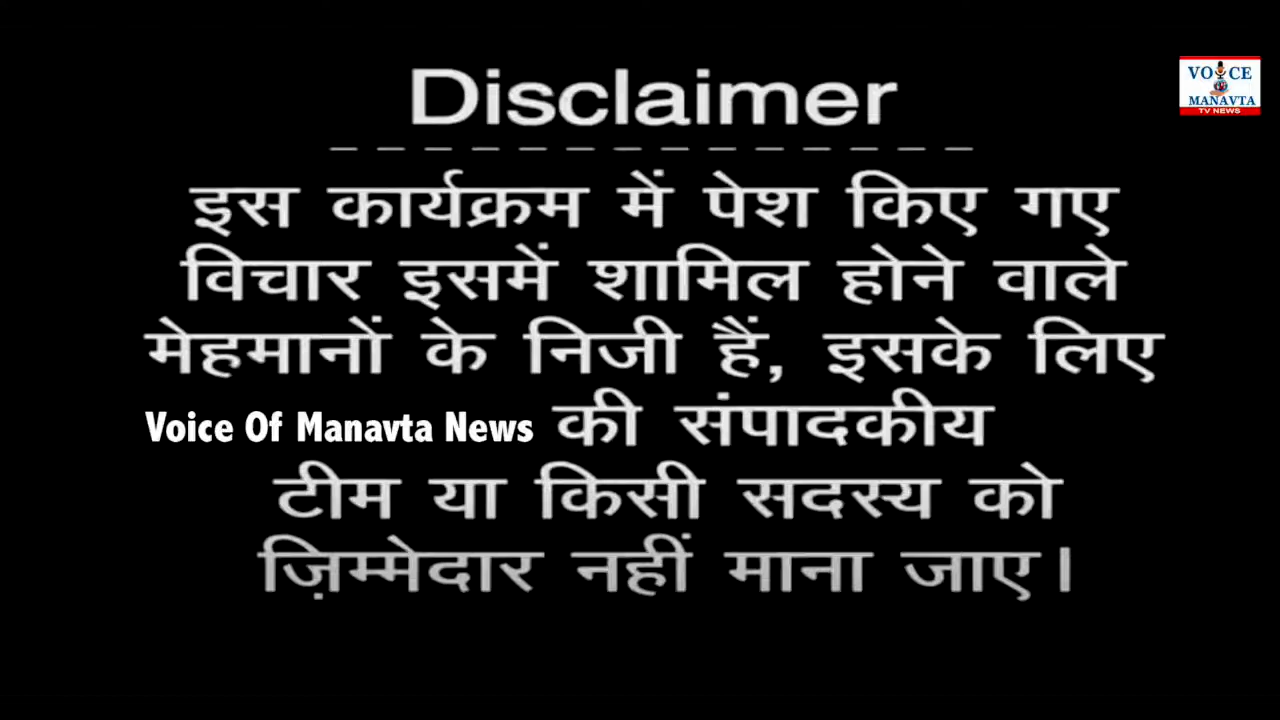 Disclaimer
इस कार्यक्रम में पेश किए गए
विचार इसमें शामिल होने वाले
मेहमानों के निजी हैं, इसके लिए
Voice Of Manavta News की संपादकीय
टीम या किसी सदस्य को
ज़िम्मेदार नहीं माना जाए।
VOICE
MANAVTA
TV NEWS